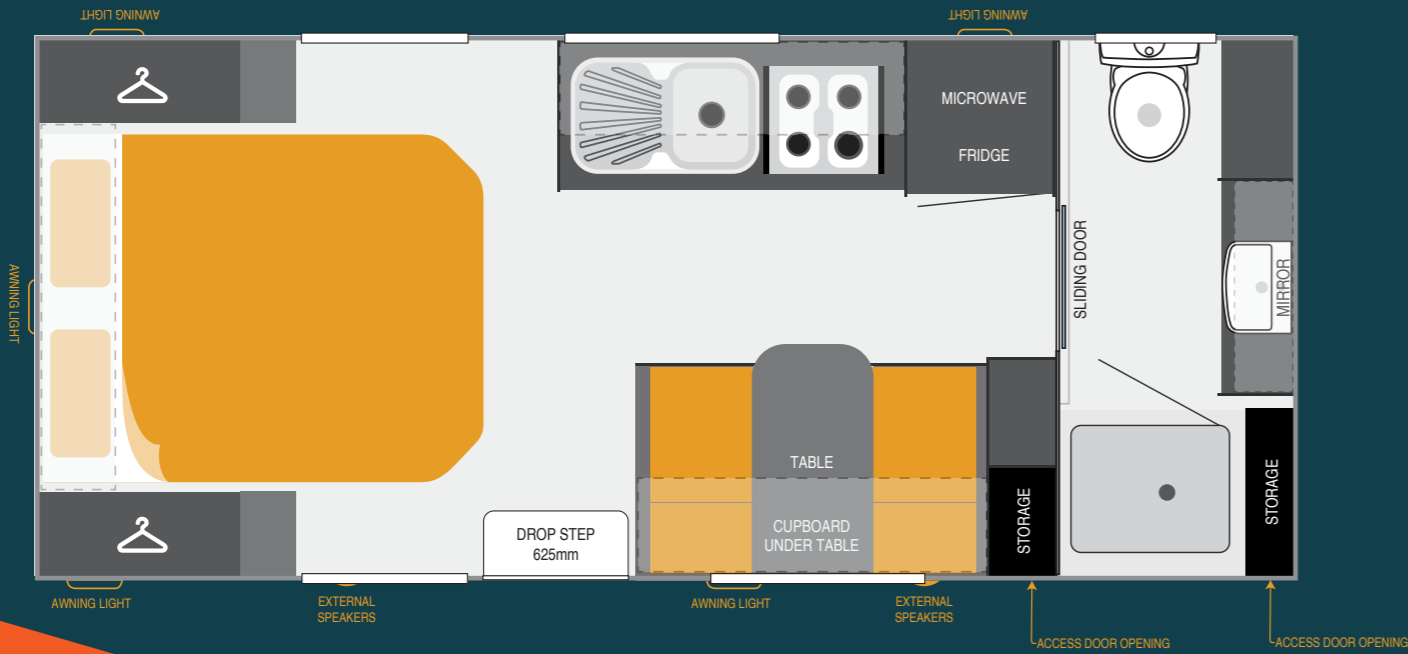 AWNING LIGHT
AWNING LIGHT
MICROWAVE
FRIDGE
SLIDING DOOR
MIRROR
AWNING LIGHT
TABLE
CUPBOARD
UNDER TABLE
STORAGE
STORAGE
DROP STEP
625mm
AWNING LIGHT
EXTERNAL
SPEAKERS
AWNING LIGHT
EXTERNAL
SPEAKERS
ACCESS DOOR OPENING
ACCESS DOOR OPENING